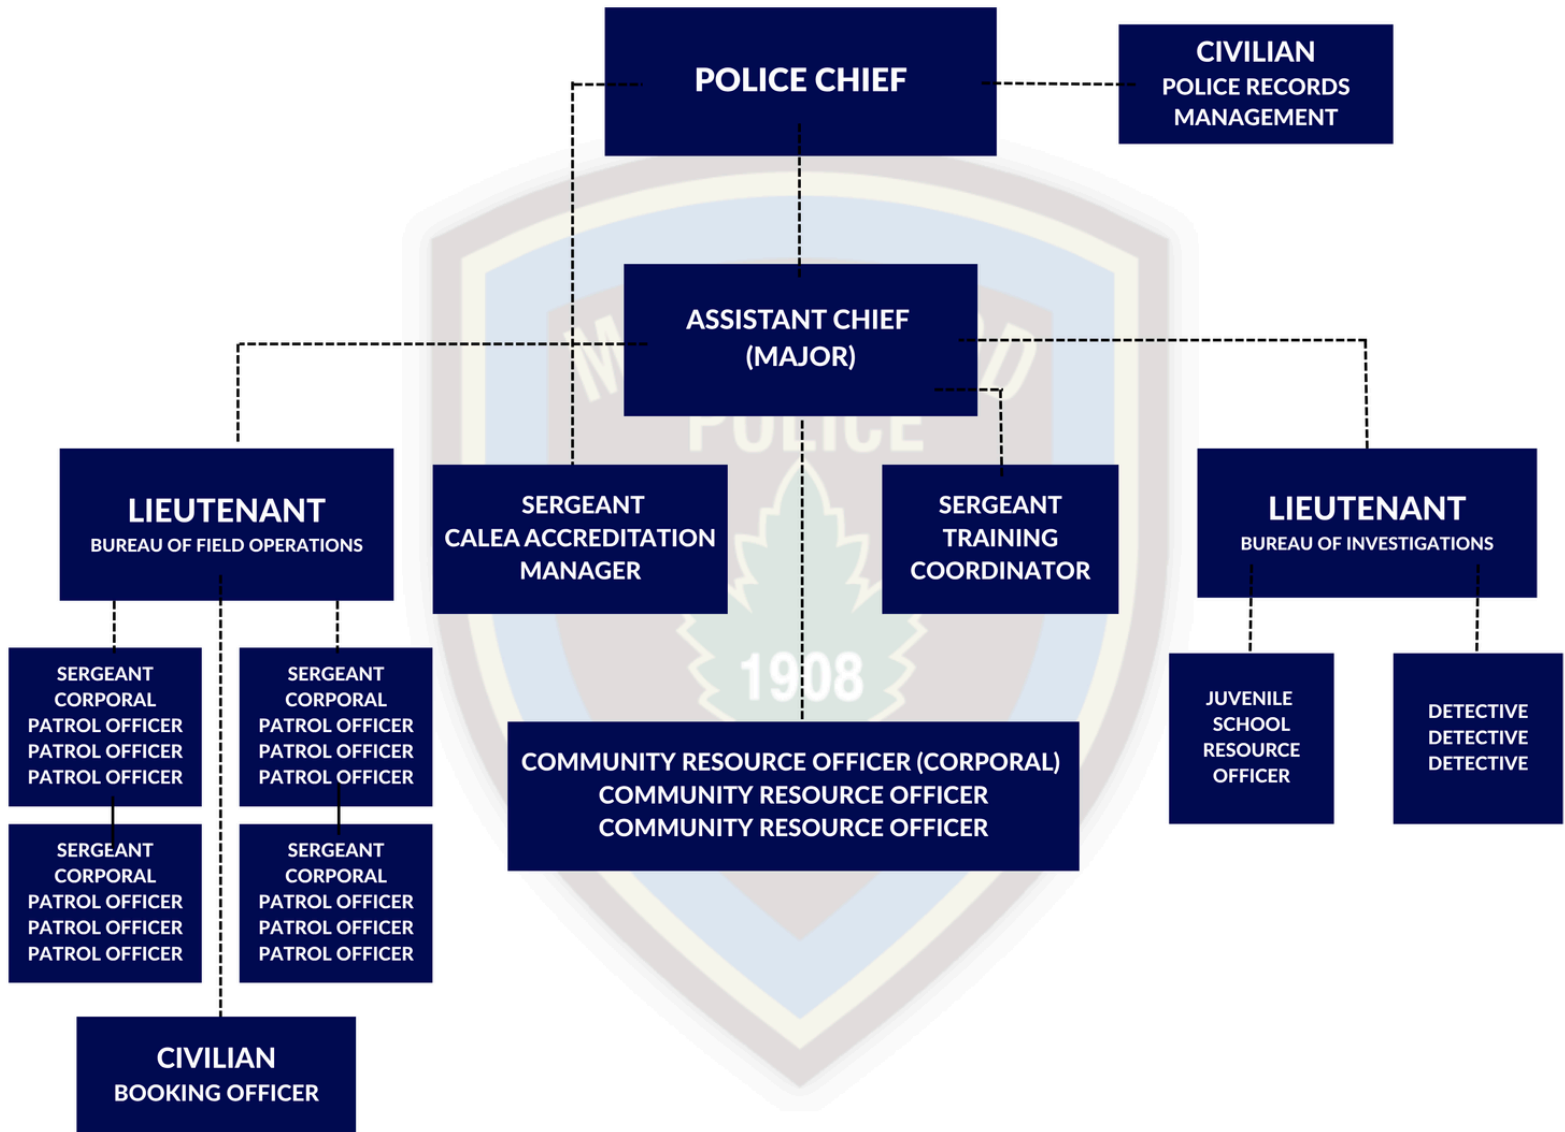 POLICE CHIEF
CIVILIAN
POLICE RECORDS
MANAGEMENT
ASSISTANT CHIEF
(MAJOR)
POLICE
1908
LIEUTENANT
BUREAU OF FIELD OPERATIONS
SERGEANT
CALEA ACCREDITATION
MANAGER
SERGEANT
TRAINING
COORDINATOR
LIEUTENANT
BUREAU OF INVESTIGATIONS
SERGEANT
CORPORAL
PATROL OFFICER
PATROL OFFICER
PATROL OFFICER
SERGEANT
CORPORAL
PATROL OFFICER
PATROL OFFICER
PATROL OFFICER
COMMUNITY RESOURCE OFFICER (CORPORAL)
COMMUNITY RESOURCE OFFICER
COMMUNITY RESOURCE OFFICER
JUVENILE
SCHOOL
RESOURCE
OFFICER
DETECTIVE
DETECTIVE
DETECTIVE
SERGEANT
CORPORAL
PATROL OFFICER
PATROL OFFICER
PATROL OFFICER
SERGEANT
CORPORAL
PATROL OFFICER
PATROL OFFICER
PATROL OFFICER
CIVILIAN
BOOKING OFFICER